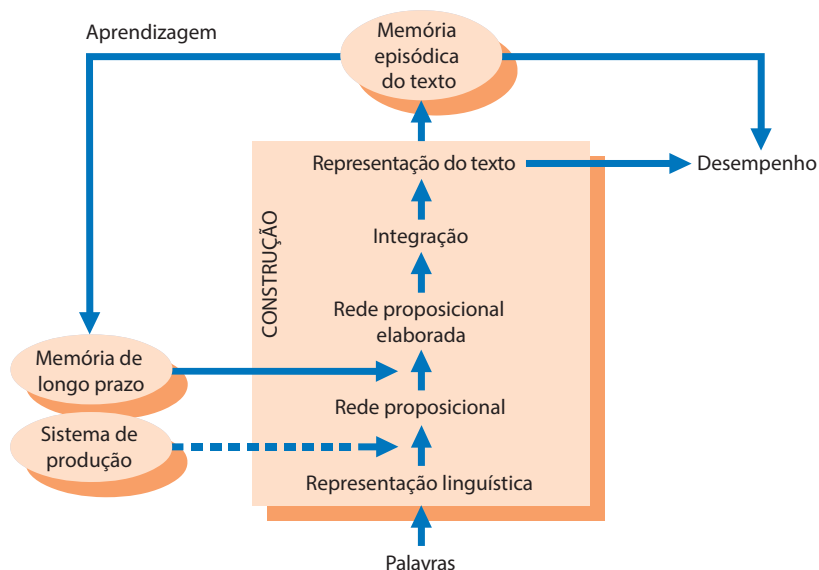 Aprendizagem
Memória
episódica
do texto
Representação do texto
Desempenho
CONSTRUÇÃO
Integração
Rede proposicional
elaborada
Memória de
longo prazo
Rede proposicional
Sistema de
produção
Representação linguística
Palavras